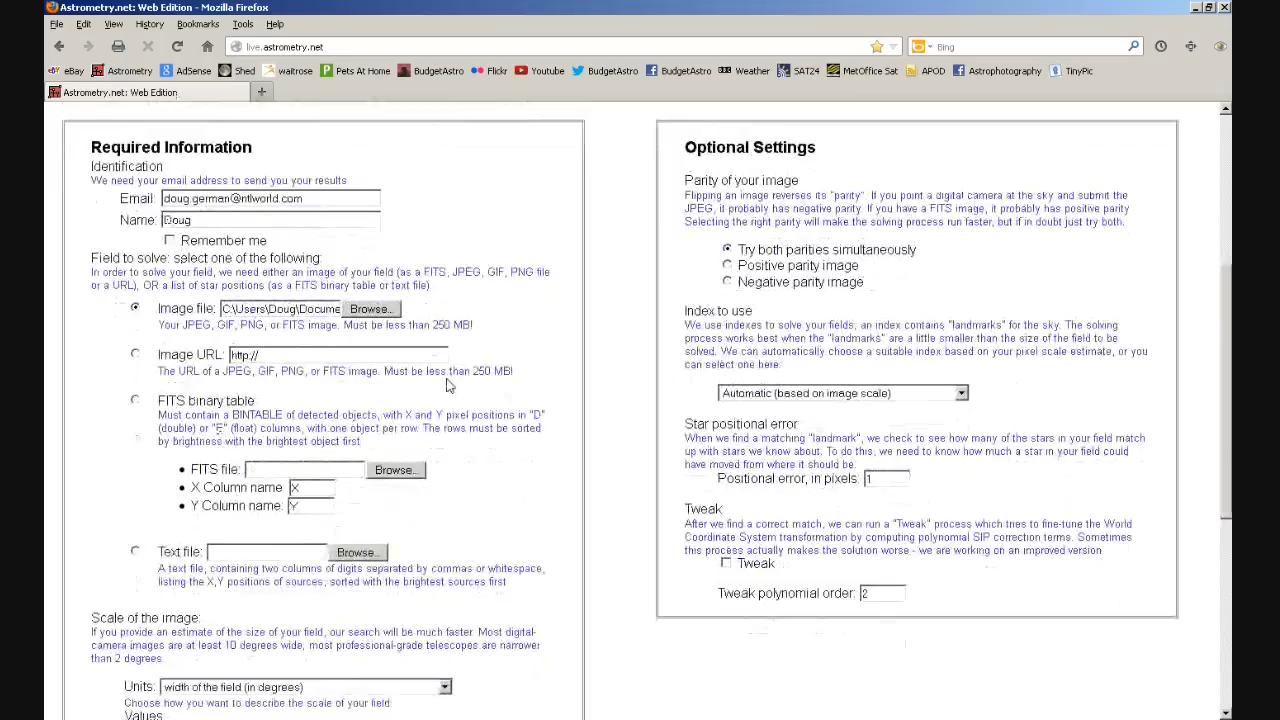 Astrometry.net: Web Edition - Mozilla Firefox
File Edit View History Bookmarks Tools Help
live.astrometry.net
Bing
eBay Astrometry AdSense Shed waitrose Pets At Home BudgetAstro Flickr Youtube BudgetAstro BudgetAstro Weather SAT24 MetOffice Sat APOD Astrophotography TinyPic
Astrometry.net: Web Edition
Required Information
Identification
We need your email address to send you your results
Email: doug.german@ntlworld.com
Name: Doug
Remember me
Field to solve: select one of the following:
In order to solve your field, we need either an image of your field (as a FITS, JPEG, GIF, PNG file
or a URL), OR a list of star positions (as a FITS binary table or text file).
Image file: C:\Users\Doug\Docume Browse...
Your JPEG, GIF, PNG, or FITS image. Must be less than 250 MB!
Image URL: http://
The URL of a JPEG, GIF, PNG, or FITS image. Must be less than 250 MB!
FITS binary table
Must contain a BINTABLE of detected objects, with X and Y pixel positions in "D"
(double) or "E" (float) columns, with one object per row. The rows must be sorted
by brightness with the brightest object first
• FITS file: Browse...
• X Column name X
• Y Column name: Y
Text file: Browse...
A text file, containing two columns of digits separated by commas or whitespace,
listing the X,Y positions of sources, sorted with the brightest sources first
Scale of the image:
If you provide an estimate of the size of your field, our search will be much faster. Most digital-
camera images are at least 10 degrees wide, most professional-grade telescopes are narrower
than 2 degrees.
Units: width of the field (in degrees)
Choose how you want to describe the scale of your field
Values:
Optional Settings
Parity of your image
Flipping an image reverses its "parity" If you point a digital camera at the sky and submit the
JPEG, it probably has negative parity. If you have a FITS image, it probably has positive parity
Selecting the right parity will make the solving process run faster, but if in doubt just try both.
Try both parities simultaneously
Positive parity image
Negative parity image
Index to use
We use indexes to solve your fields; an index contains "landmarks" for the sky. The solving
process works best when the "landmarks" are a little smaller than the size of the field to be
solved. We can automatically choose a suitable index based on your pixel scale estimate, or you
can select one here:
Automatic (based on image scale)
Star positional error
When we find a matching "landmark", we check to see how many of the stars in your field match
up with stars we know about. To do this, we need to know how much a star in your field could
have moved from where it should be.
Positional error, in pixels: 1
Tweak
After we find a correct match, we can run a "Tweak" process which tries to fine-tune the World
Coordinate System transformation by computing polynomial SIP correction terms. Sometimes
this process actually makes the solution worse - we are working on an improved version
Tweak
Tweak polynomial order: 2